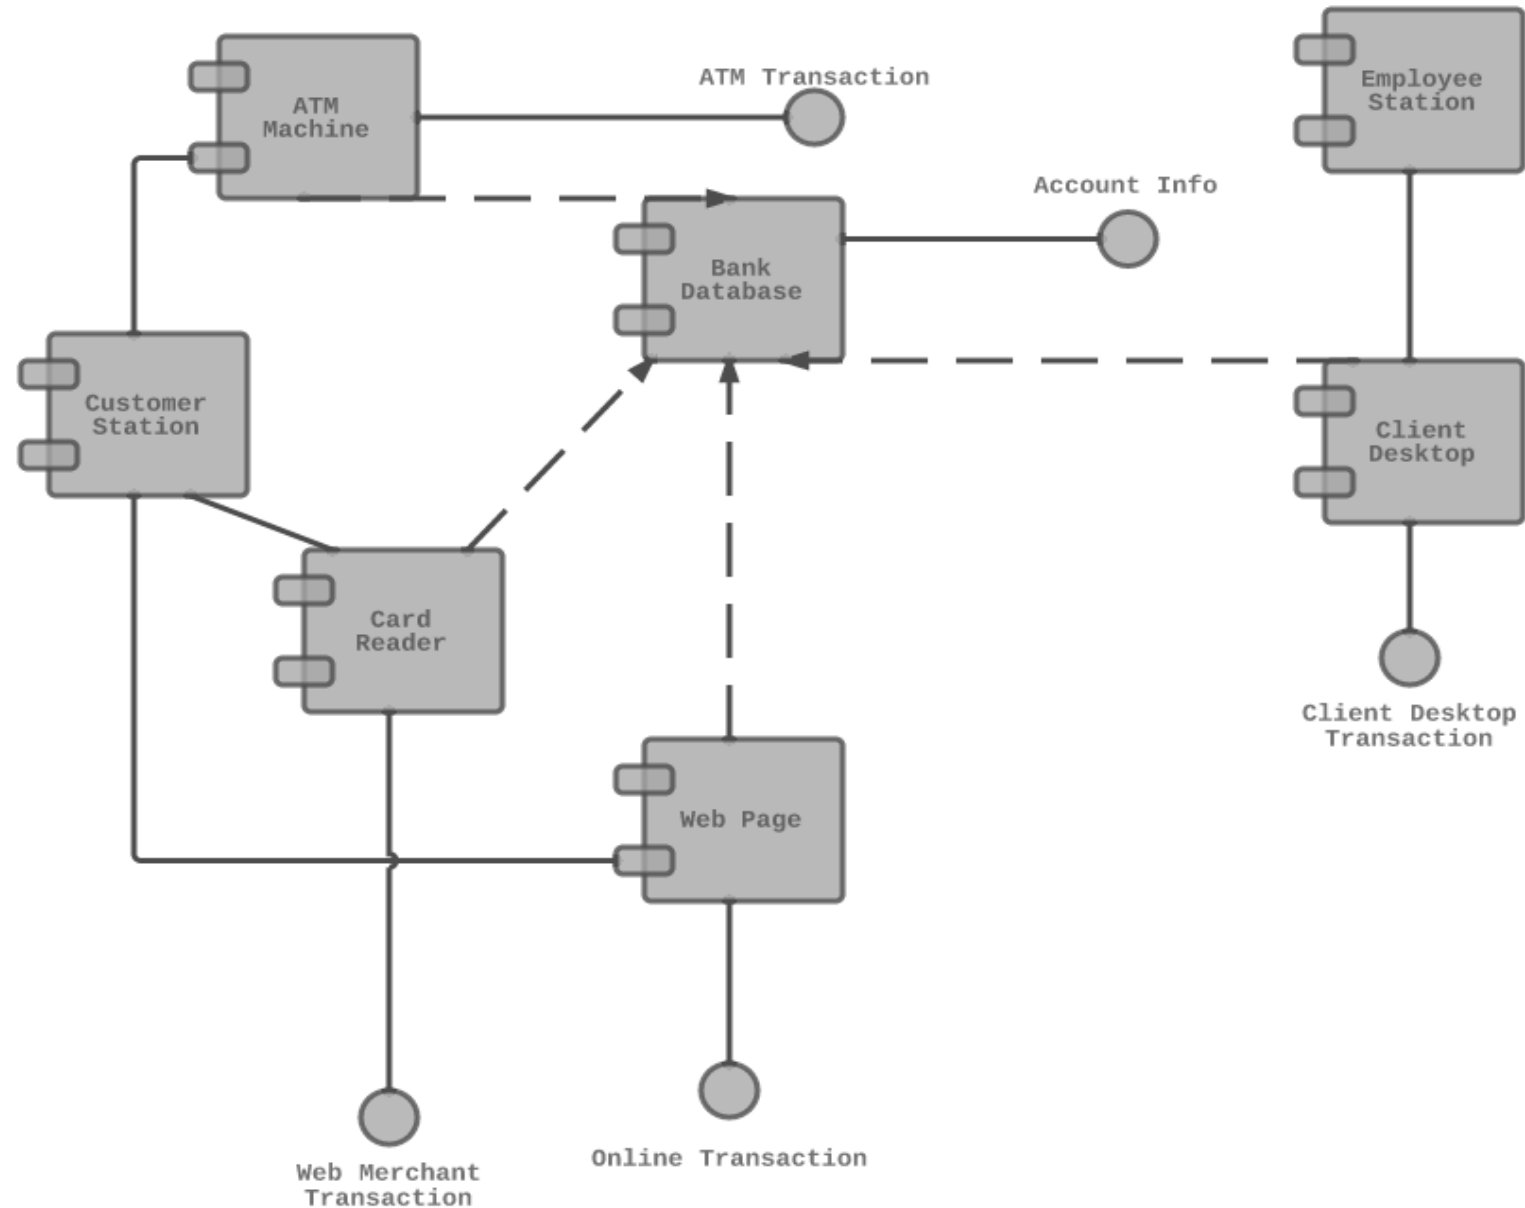 ATM Transaction
Employee
Station
ATM
Machine
Account Info
Bank
Database
Customer
Station
Client
Desktop
Card
Reader
Client Desktop
Transaction
Web Page
Online Transaction
Web Merchant
Transaction